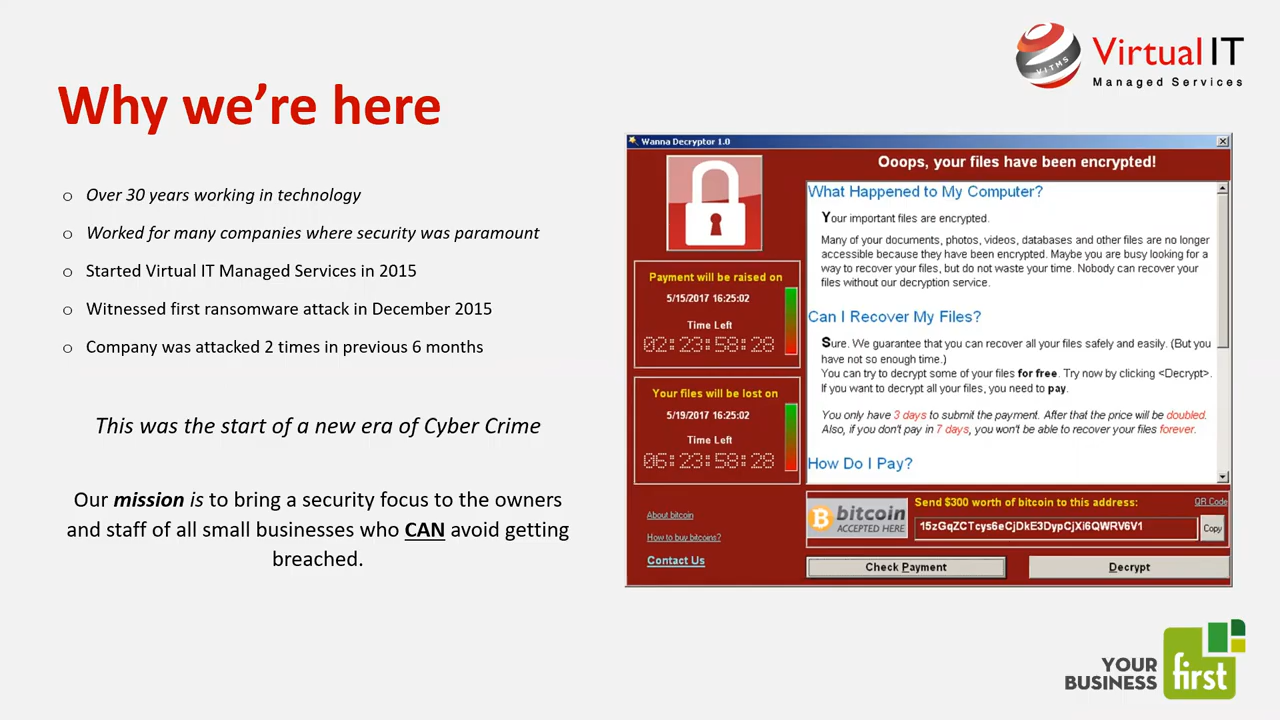 VITMS
Virtual IT
Managed Services
Why we're here
o Over 30 years working in technology
o Worked for many companies where security was paramount
o Started Virtual IT Managed Services in 2015
o Witnessed first ransomware attack in December 2015
o Company was attacked 2 times in previous 6 months
This was the start of a new era of Cyber Crime
Our mission is to bring a security focus to the owners
and staff of all small businesses who CAN avoid getting
breached.
Wanna Decryptor 1.0
Ooops, your files have been encrypted!
Payment will be raised on
5/15/2017 16:25:02
Time Left
02:23:58:28
Your files will be lost on
5/19/2017 16:25:02
Time Left
06:23:58:28
About bitcoin
How to buy bitcoins?
Contact Us
What Happened to My Computer?
Your important files are encrypted.
Many of your documents, photos, videos, databases and other files are no longer
accessible because they have been encrypted. Maybe you are busy looking for a
way to recover your files, but do not waste your time. Nobody can recover your
files without our decryption service.
Can I Recover My Files?
Sure. We guarantee that you can recover all your files safely and easily. (But you
have not so enough time.)
You can try to decrypt some of your files for free. Try now by clicking <Decrypt>.
If you want to decrypt all your files, you need to pay.
You only have 3 days to submit the payment. After that the price will be doubled.
Also, if you don't pay in 7 days, you won't be able to recover your files forever.
How Do I Pay?
bitcoin
ACCEPTED HERE
Send $300 worth of bitcoin to this address:
QR Code
15zGqZCTcys6eCjDkE3DypCjXi6QWRV6V1
Copy
Check Payment
Decrypt
YOUR
BUSINESS
first